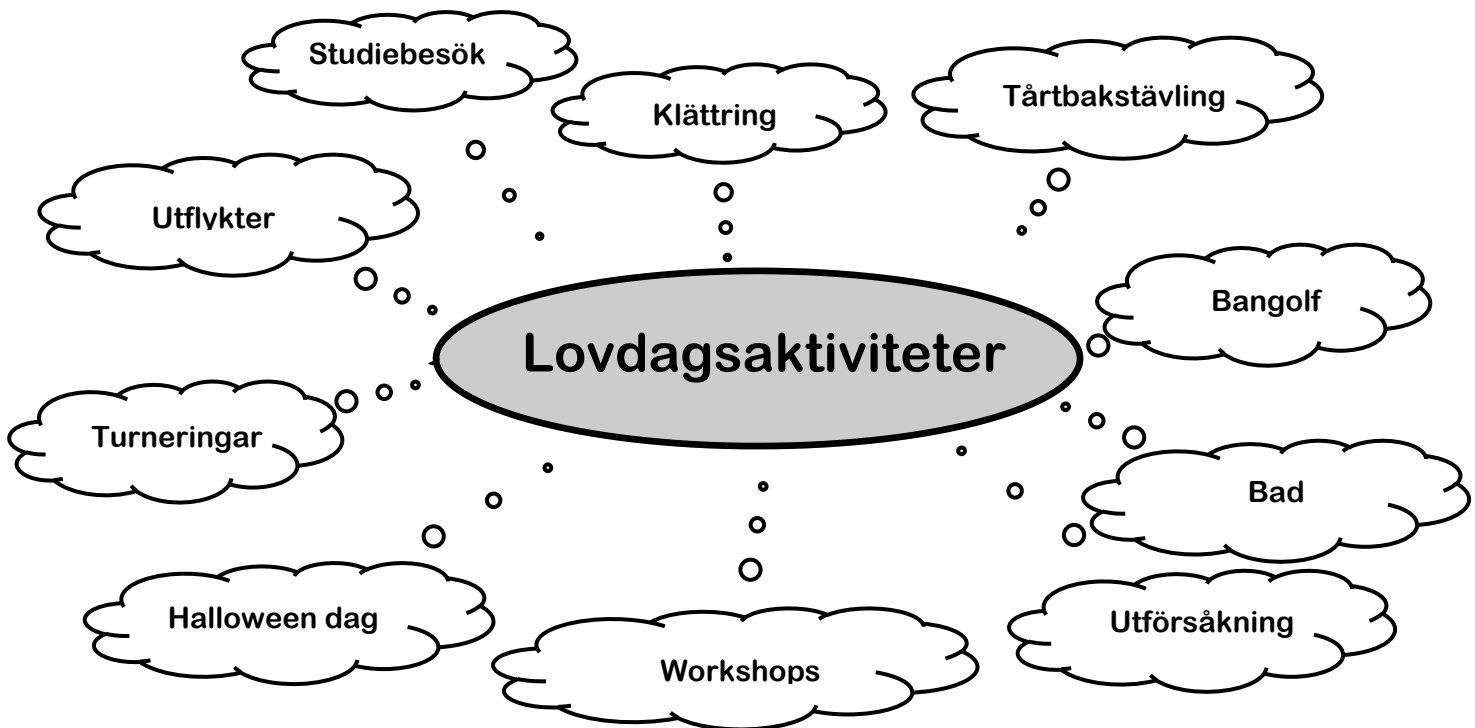 Studiebesök
Klättring
Tårtbakstävling
Utflykter
Bangolf
Lovdagsaktiviteter
Turneringar
Bad
Halloween dag
Utförsåkning
Workshops